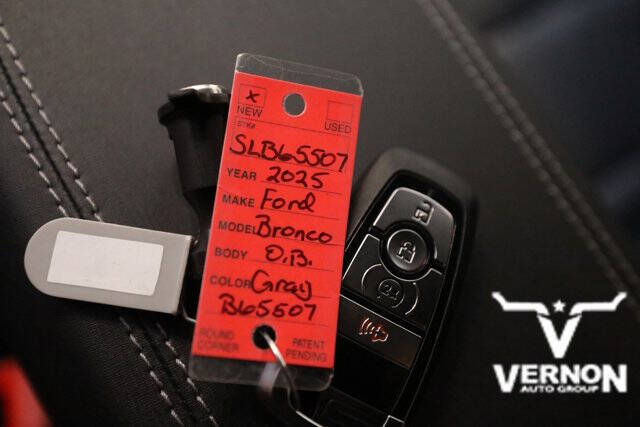 X
NEW USED
STK#
SLB65507
YEAR 2025
MAKE Ford
MODEL Bronco
BODY O.B.
COLOR Gray
B65507
ROUND CORNER
PATENT PENDING
VERNON
AUTO GROUP